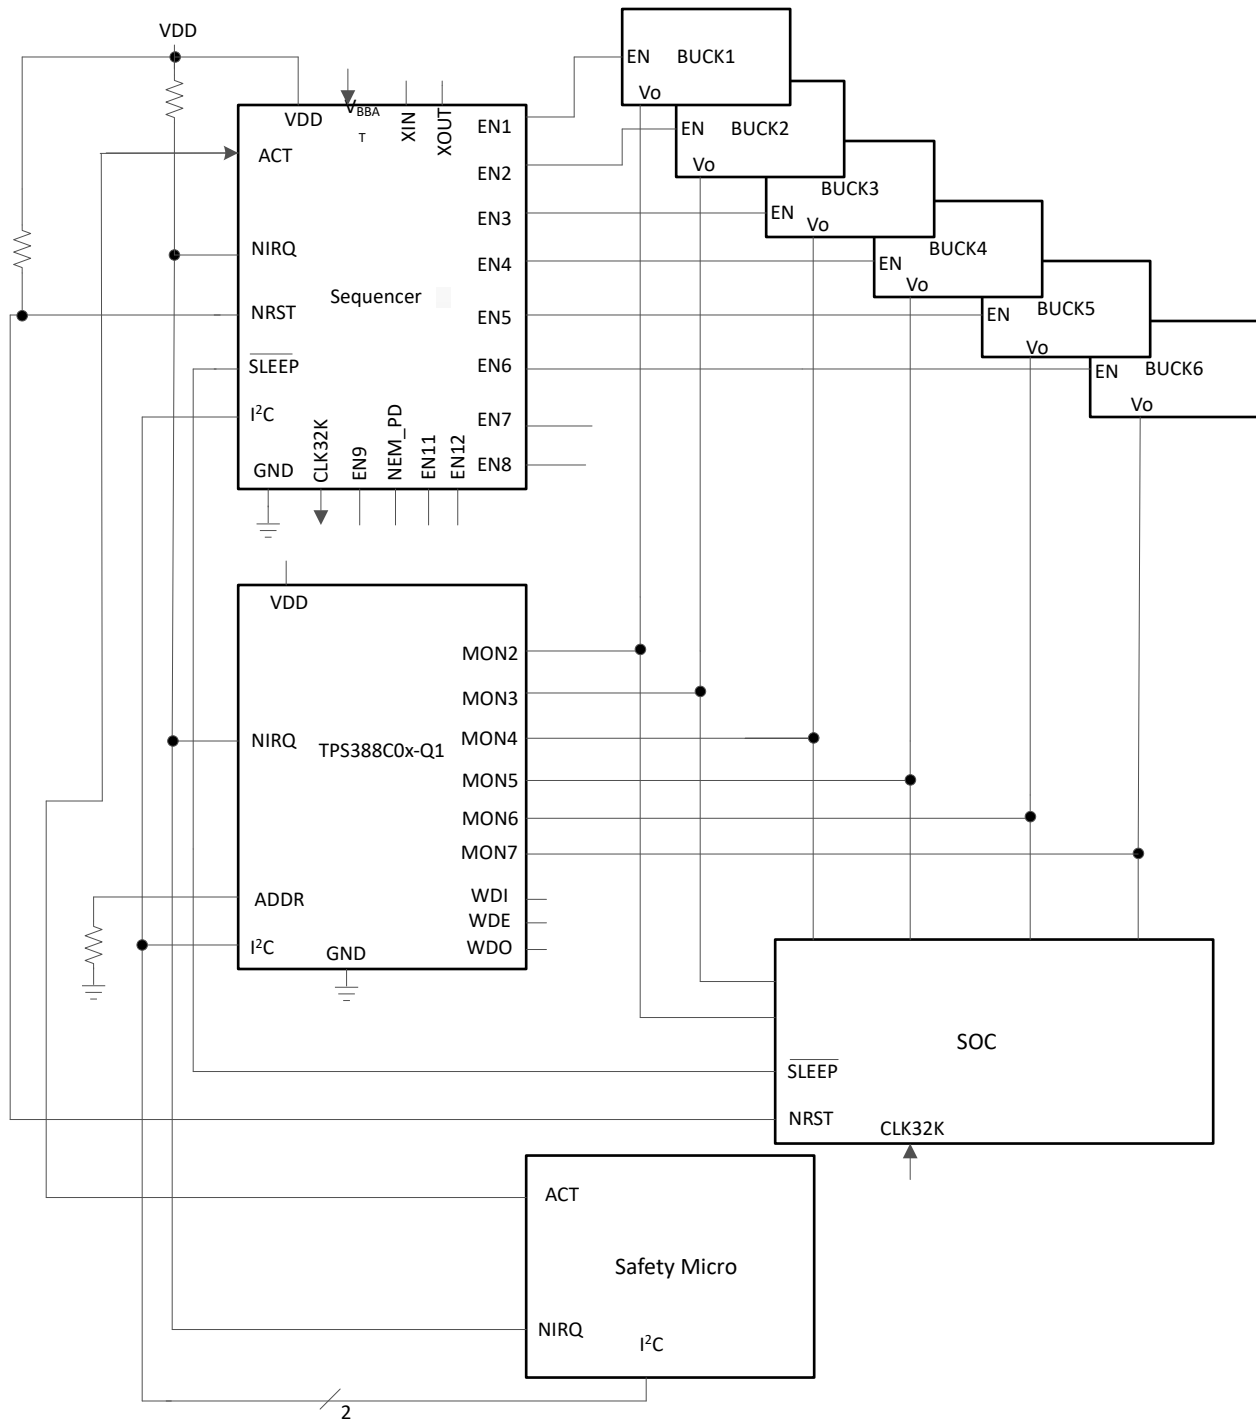 VDD
EN BUCK1
Vo
EN BUCK2
Vo
BUCK3
EN
Vo
BUCK4
EN
Vo
BUCK5
EN
Vo
BUCK6
EN
Vo
VDD
VBBA
T
XIN
XOUT
ACT
NIRQ
NRST
SLEEP
I²C
GND
Sequencer
EN1
EN2
EN3
EN4
EN5
EN6
EN7
EN8
CLK32K
EN9
NEM_PD
EN11
EN12
VDD
NIRQ
TPS388C0x-Q1
MON2
MON3
MON4
MON5
MON6
MON7
WDI
WDE
WDO
ADDR
I²C
GND
SOC
SLEEP
NRST
CLK32K
ACT
Safety Micro
NIRQ
I²C
2